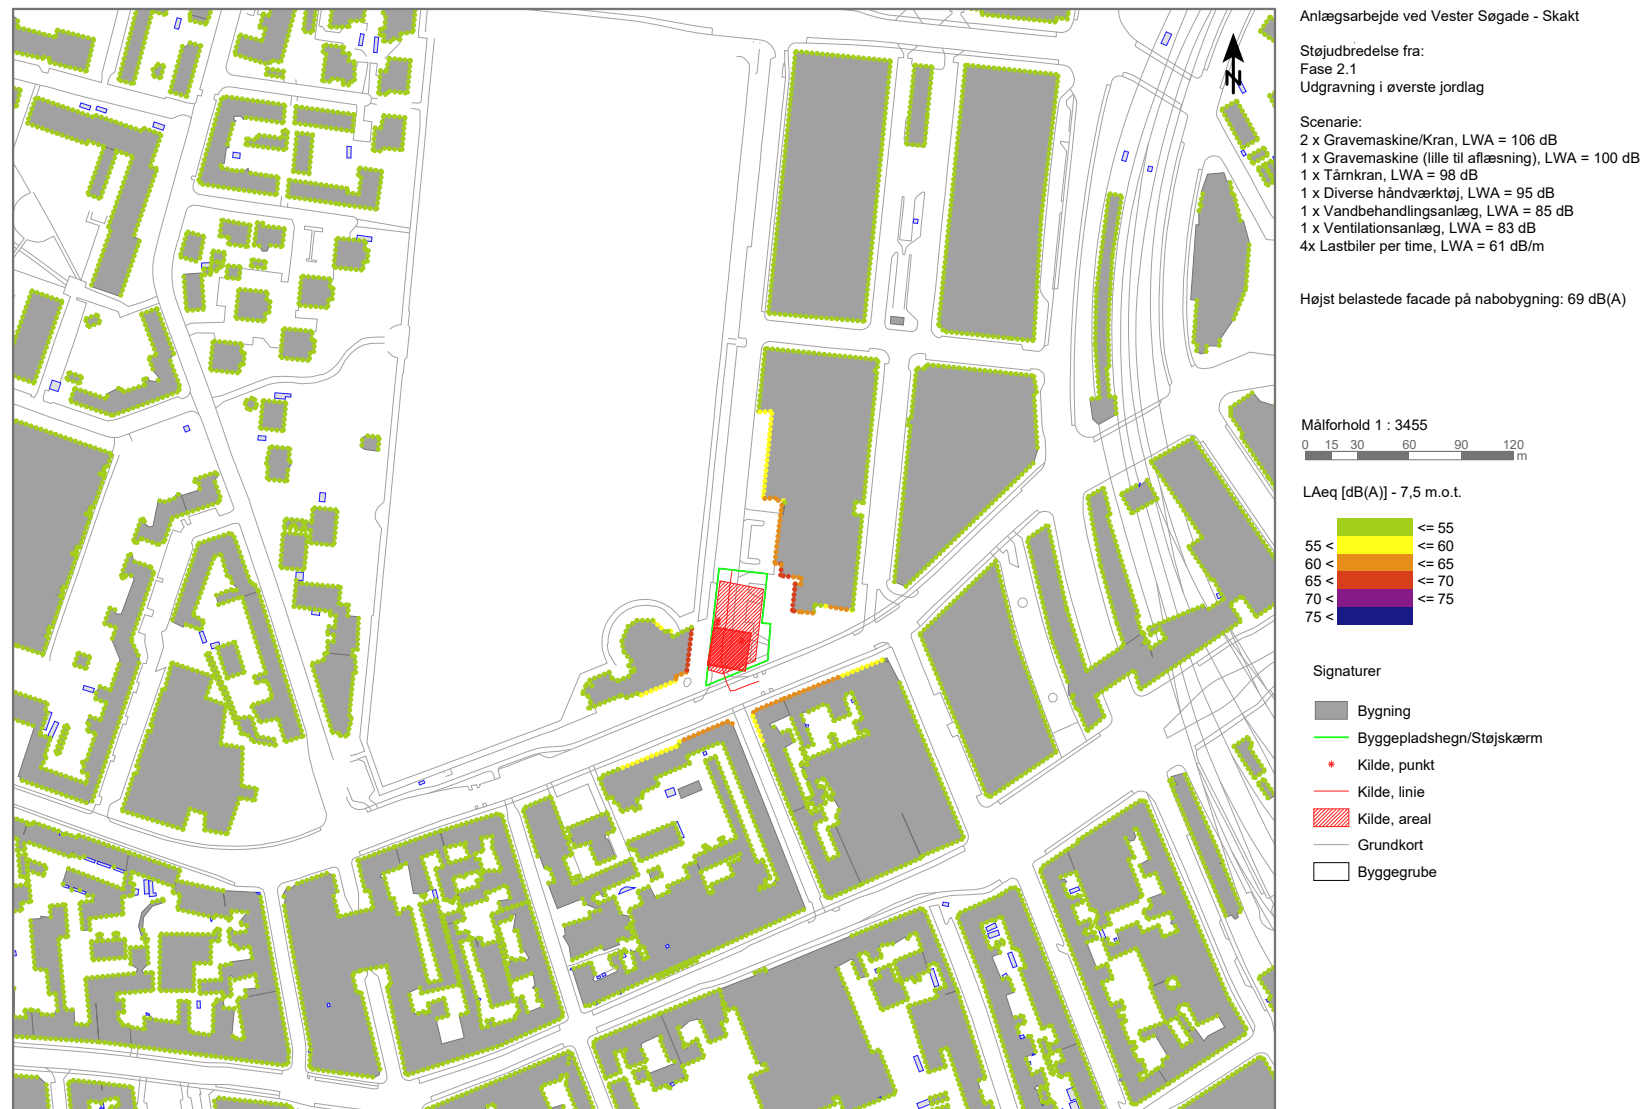 Anlægsarbejde ved Vester Søgade - Skakt
Støjudbredelse fra:
Fase 2.1
Udgravning i øverste jordlag
Scenarie:
2 x Gravemaskine/Kran, LWA = 106 dB
1 x Gravemaskine (lille til aflæsning), LWA = 100 dB
1 x Tårnkran, LWA = 98 dB
1 x Diverse håndværktøj, LWA = 95 dB
1 x Vandbehandlingsanlæg, LWA = 85 dB
1 x Ventilationsanlæg, LWA = 83 dB
4x Lastbiler per time, LWA = 61 dB/m
Højst belastede facade på nabobygning: 69 dB(A)
Målforhold 1 : 3455
0 15 30 60 90 120
m
LAeq [dB(A)] - 7,5 m.o.t.
<= 55
55 < <= 60
60 < <= 65
65 < <= 70
70 < <= 75
75 <
Signaturer
Bygning
Byggepladshegn/Støjskærm
Kilde, punkt
Kilde, linie
Kilde, areal
Grundkort
Byggegrube
N